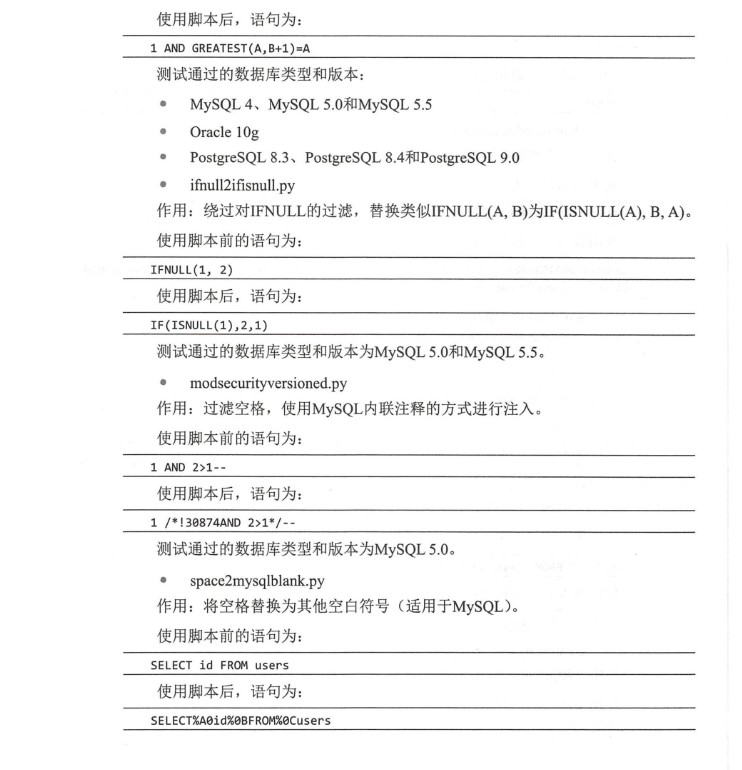 使用脚本后，语句为：
1 AND GREATEST(A,B+1)=A
测试通过的数据库类型和版本：
• MySQL 4、MySQL 5.0和MySQL 5.5
• Oracle 10g
• PostgreSQL 8.3、PostgreSQL 8.4和PostgreSQL 9.0
• ifnull2ifisnull.py
作用：绕过对IFNULL的过滤，替换类似IFNULL(A, B)为IF(ISNULL(A), B, A)。
使用脚本前的语句为：
IFNULL(1, 2)
使用脚本后，语句为：
IF(ISNULL(1),2,1)
测试通过的数据库类型和版本为MySQL 5.0和MySQL 5.5。
• modsecurityversioned.py
作用：过滤空格，使用MySQL内联注释的方式进行注入。
使用脚本前的语句为：
1 AND 2>1--
使用脚本后，语句为：
1 /*!30874AND 2>1*/--
测试通过的数据库类型和版本为MySQL 5.0。
• space2mysqlblank.py
作用：将空格替换为其他空白符号（适用于MySQL）。
使用脚本前的语句为：
SELECT id FROM users
使用脚本后，语句为：
SELECT%A0id%0BFROM%0Cusers